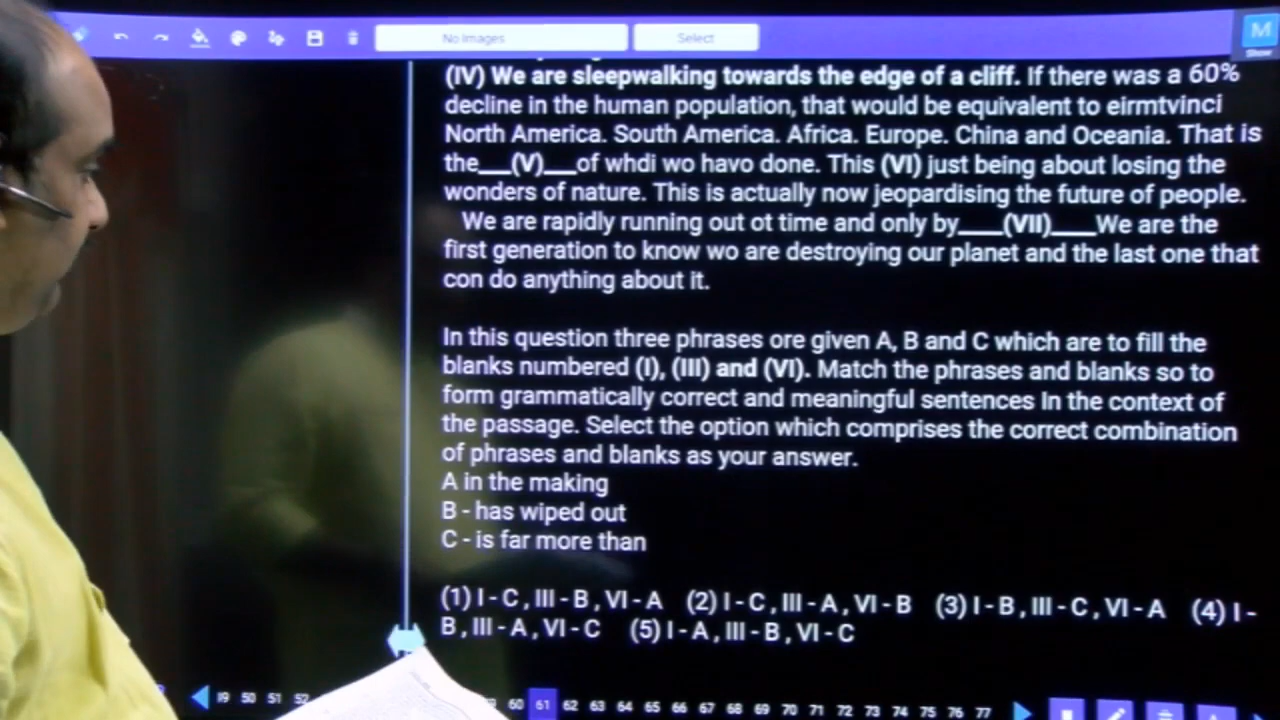 No Images
Select
M
Show
(IV) We are sleepwalking towards the edge of a cliff. If there was a 60%
decline in the human population, that would be equivalent to eirmtvinci
North America. South America. Africa. Europe. China and Oceania. That is
the__(V)__of whdi wo havo done. This (VI) just being about losing the
wonders of nature. This is actually now jeopardising the future of people.
We are rapidly running out ot time and only by___(VII)___We are the
first generation to know wo are destroying our planet and the last one that
con do anything about it.
In this question three phrases ore given A, B and C which are to fill the
blanks numbered (I), (III) and (VI). Match the phrases and blanks so to
form grammatically correct and meaningful sentences In the context of
the passage. Select the option which comprises the correct combination
of phrases and blanks as your answer.
A in the making
B - has wiped out
C - is far more than
(1) I - C , III - B , VI - A (2) I - C , III - A , VI - B (3) I - B , III - C , VI - A (4) I -
B , III - A , VI - C (5) I - A , III - B , VI - C
50 51 52 60 61 62 63 64 65 66 67 68 69 70 71 72 73 74 75 76 77